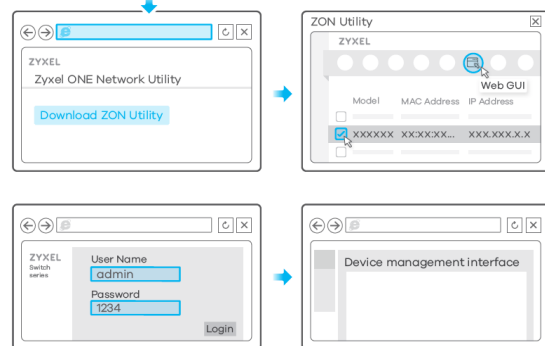 ZYXEL
Zyxel ONE Network Utility
Download ZON Utility
ZON Utility
ZYXEL
Web GUI
Model MAC Address IP Address
xxxxxx xx:xx:xx... xxx.xxx.x.x
ZYXEL
Switch
series
User Name
admin
Password
1234
Login
Device management interface